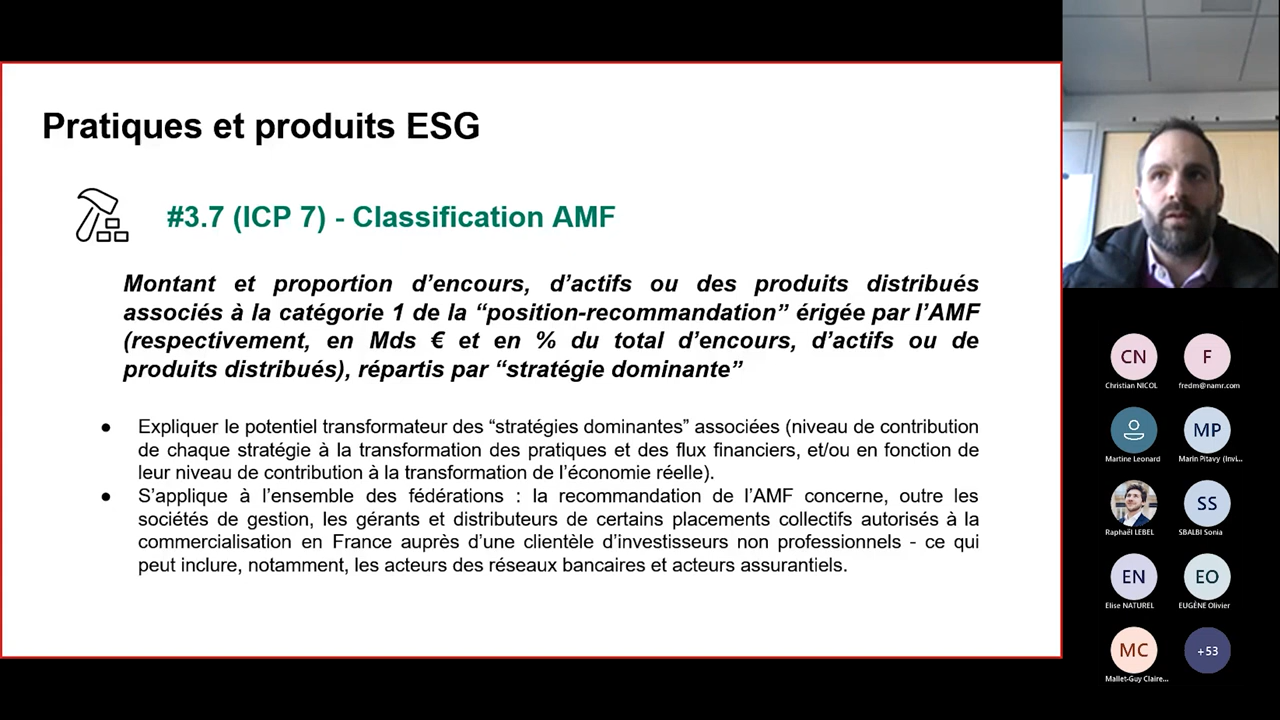 Pratiques et produits ESG
#3.7 (ICP 7) - Classification AMF
Montant et proportion d’encours, d’actifs ou des produits distribués
associés à la catégorie 1 de la “position-recommandation” érigée par l’AMF
(respectivement, en Mds € et en % du total d’encours, d’actifs ou de
produits distribués), répartis par “stratégie dominante”
● Expliquer le potentiel transformateur des “stratégies dominantes” associées (niveau de contribution
de chaque stratégie à la transformation des pratiques et des flux financiers, et/ou en fonction de
leur niveau de contribution à la transformation de l’économie réelle).
● S’applique à l’ensemble des fédérations : la recommandation de l’AMF concerne, outre les
sociétés de gestion, les gérants et distributeurs de certains placements collectifs autorisés à la
commercialisation en France auprès d’une clientèle d’investisseurs non professionnels - ce qui
peut inclure, notamment, les acteurs des réseaux bancaires et acteurs assurantiels.
CN
F
Christian NICOL
fredm@namr.com
MP
Martine Leonard
Marin Pitavy (Invi...
SS
Raphaël LEBEL
SBALBI Sonia
EN
EO
Elise NATUREL
EUGÈNE Olivier
MC
+53
Mallet-Guy Claire...